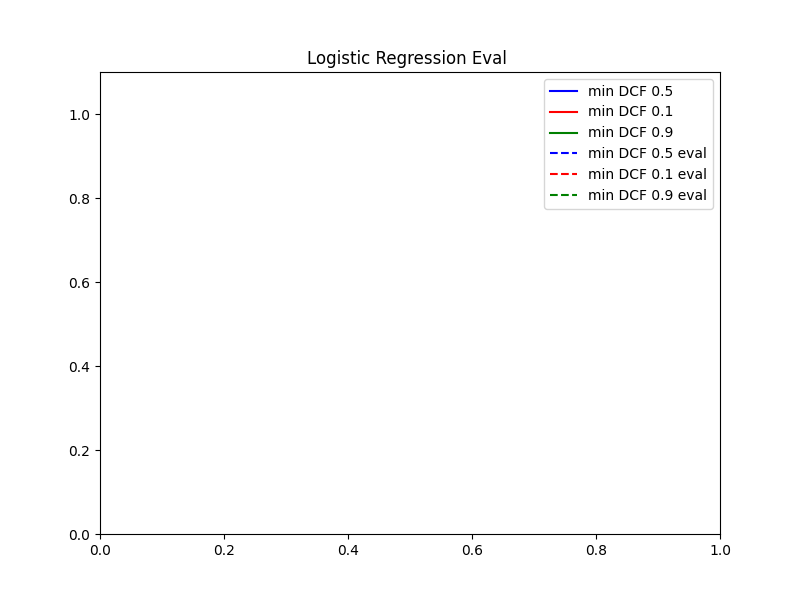 Logistic Regression Eval
min DCF 0.5
min DCF 0.1
min DCF 0.9
min DCF 0.5 eval
min DCF 0.1 eval
min DCF 0.9 eval
1.0
0.8
0.6
0.4
0.2
0.0
0.0 0.2 0.4 0.6 0.8 1.0